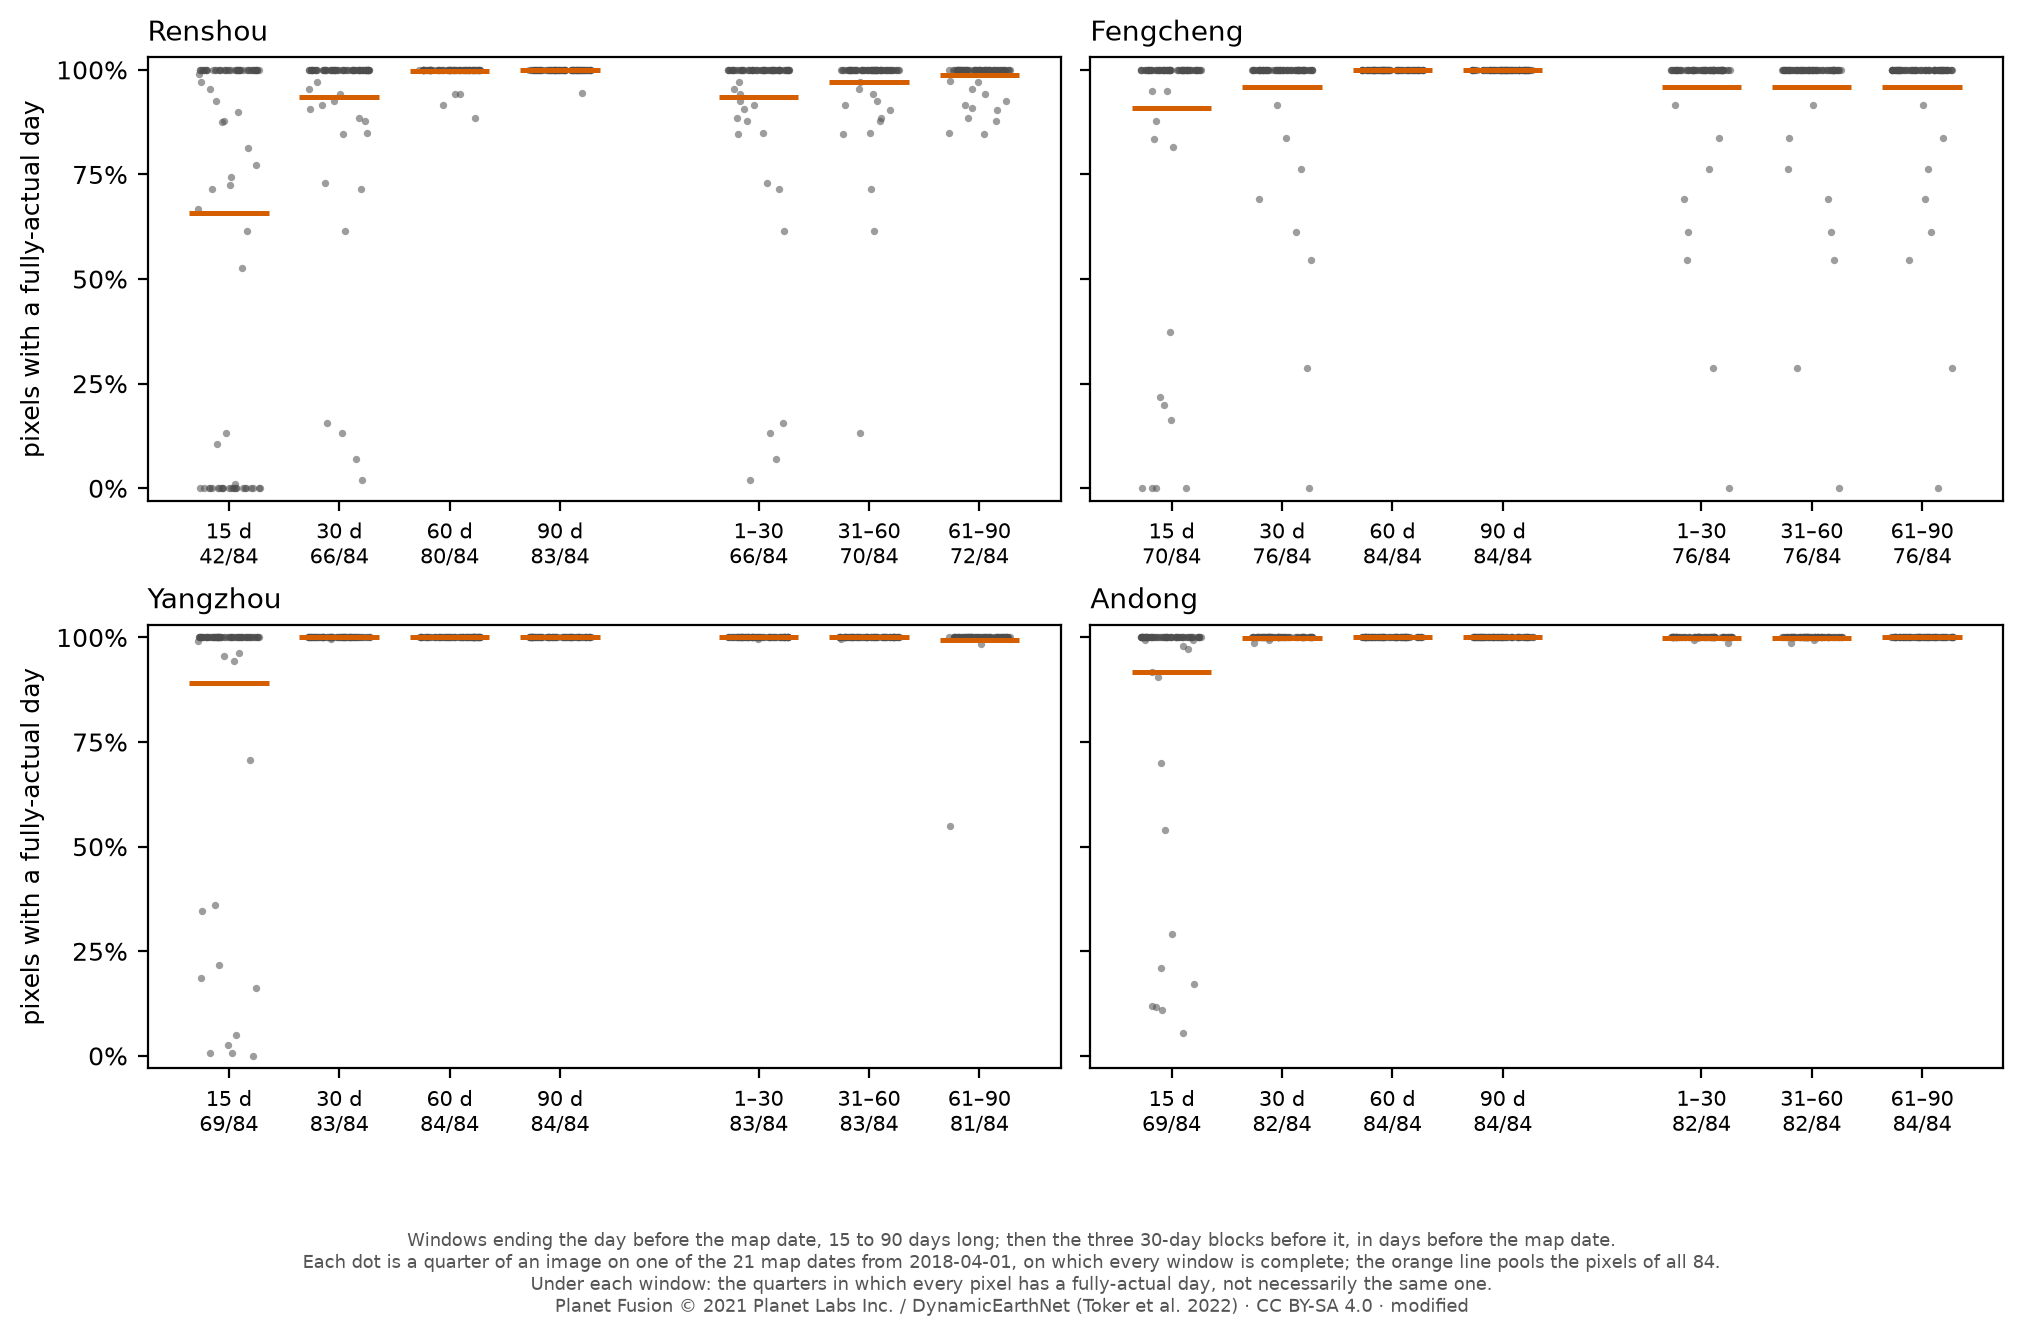 Renshou
Fengcheng
pixels with a fully-actual day
100%
75%
50%
25%
0%
15 d 30 d 60 d 90 d 1–30 31–60 61–90
42/84 66/84 80/84 83/84 66/84 70/84 72/84
15 d 30 d 60 d 90 d 1–30 31–60 61–90
70/84 76/84 84/84 84/84 76/84 76/84 76/84
Yangzhou
Andong
pixels with a fully-actual day
100%
75%
50%
25%
0%
15 d 30 d 60 d 90 d 1–30 31–60 61–90
69/84 83/84 84/84 84/84 83/84 83/84 81/84
15 d 30 d 60 d 90 d 1–30 31–60 61–90
69/84 82/84 84/84 84/84 82/84 82/84 84/84
Windows ending the day before the map date, 15 to 90 days long; then the three 30-day blocks before it, in days before the map date.
Each dot is a quarter of an image on one of the 21 map dates from 2018-04-01, on which every window is complete; the orange line pools the pixels of all 84.
Under each window: the quarters in which every pixel has a fully-actual day, not necessarily the same one.
Planet Fusion © 2021 Planet Labs Inc. / DynamicEarthNet (Toker et al. 2022) · CC BY-SA 4.0 · modified